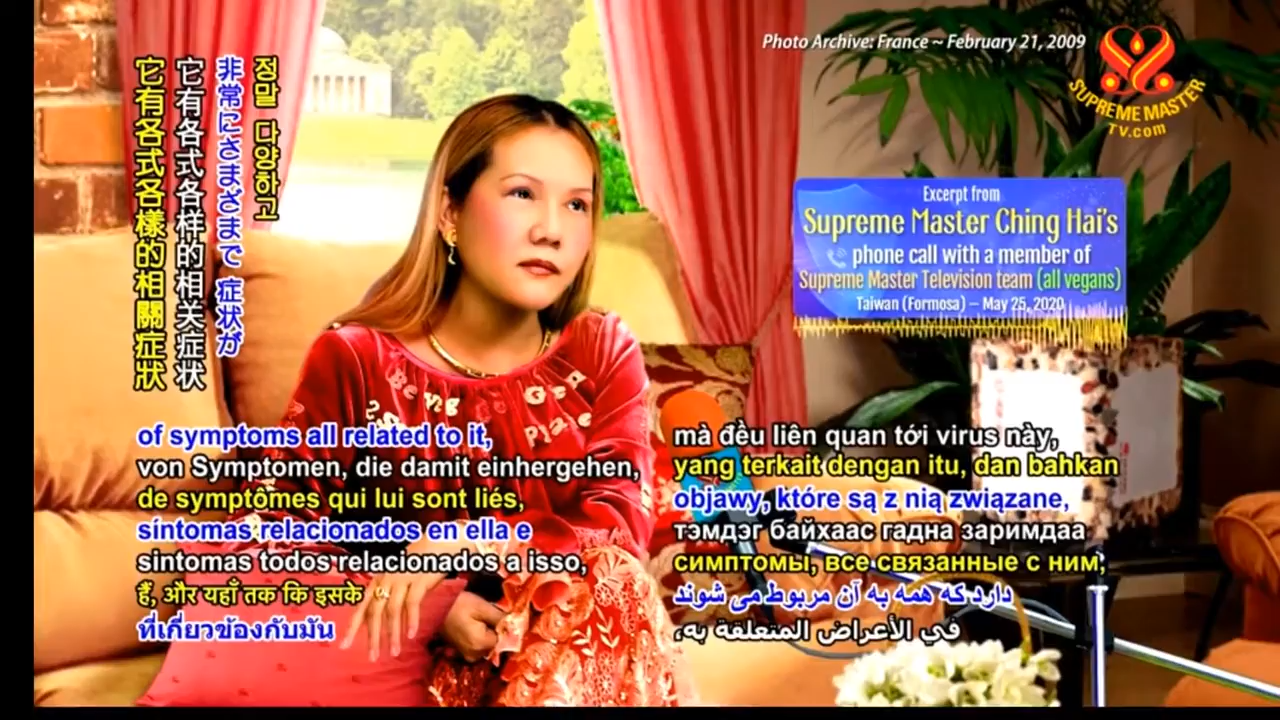 Photo Archive: France ~ February 21, 2009
SUPREME MASTER
TV.com
정말 다양하고
非常にさまざまで 症状が
它有各式各样的相关症状
它有各式各樣的相關症狀
Excerpt from
Supreme Master Ching Hai's
phone call with a member of
Supreme Master Television team (all vegans)
Taiwan (Formosa) – May 25, 2020
of symptoms all related to it,
von Symptomen, die damit einhergehen,
de symptômes qui lui sont liés,
síntomas relacionados en ella e
sintomas todos relacionados a isso,
हैं, और यहाँ तक कि इसके
ที่เกี่ยวข้องกับมัน
mà đều liên quan tới virus này,
yang terkait dengan itu, dan bahkan
objawy, które są z nią związane,
тэмдэг байхаас гадна заримдаа
симптомы, все связанные с ним;
دارد که همه به آن مربوط می شوند
في الأعراض المتعلقة به،
Being